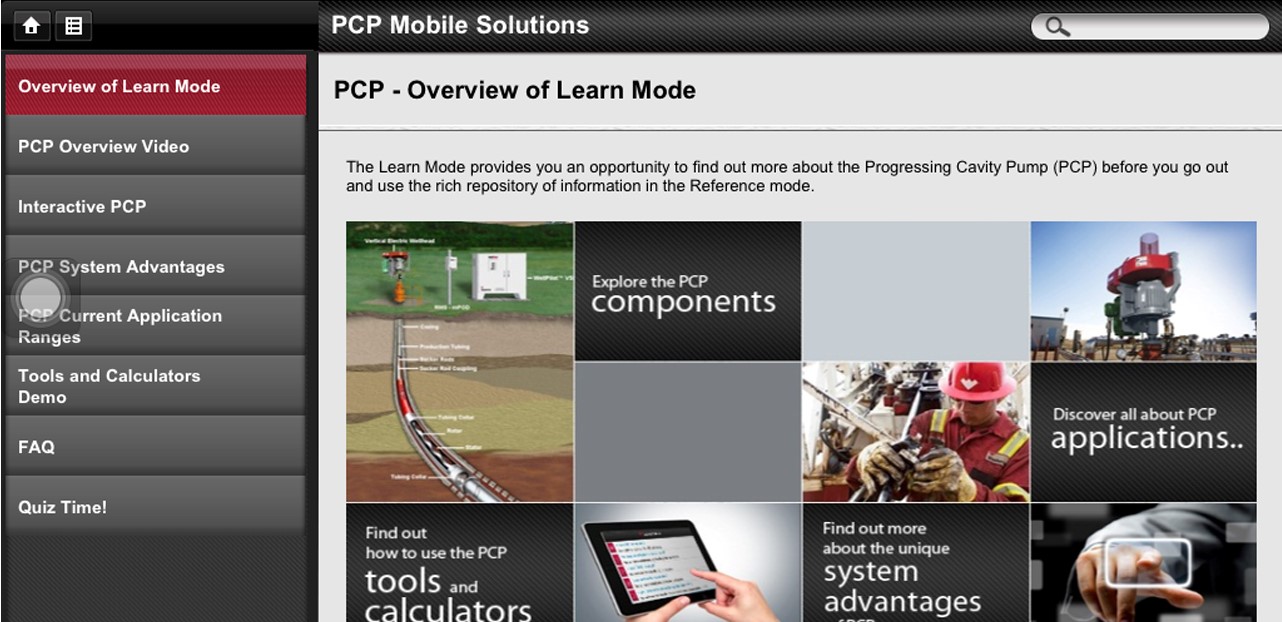 PCP Mobile Solutions
Overview of Learn Mode
PCP Overview Video
Interactive PCP
PCP System Advantages
PCP Current Application
Ranges
Tools and Calculators
Demo
FAQ
Quiz Time!
PCP - Overview of Learn Mode
The Learn Mode provides you an opportunity to find out more about the Progressing Cavity Pump (PCP) before you go out
and use the rich repository of information in the Reference mode.
Vertical Electric Wellhead
Casing
Production Tubing
Sucker Rods
Sucker Rod Coupling
Tubing Collar
Rotor
Stator
Tubing Collar
Explore the PCP
components
Discover all about PCP
applications..
Find out
how to use the PCP
tools and
calculators
Find out more
about the unique
system
advantages
of PCP